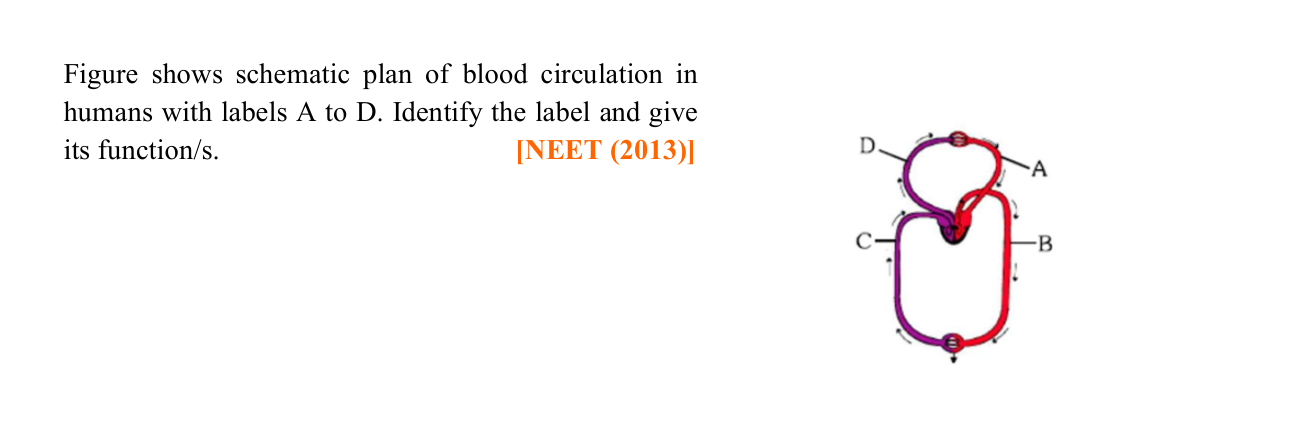 Figure shows schematic plan of blood circulation in
humans with labels A to D. Identify the label and give
its function/s. [NEET (2013)]
D
A
C
B